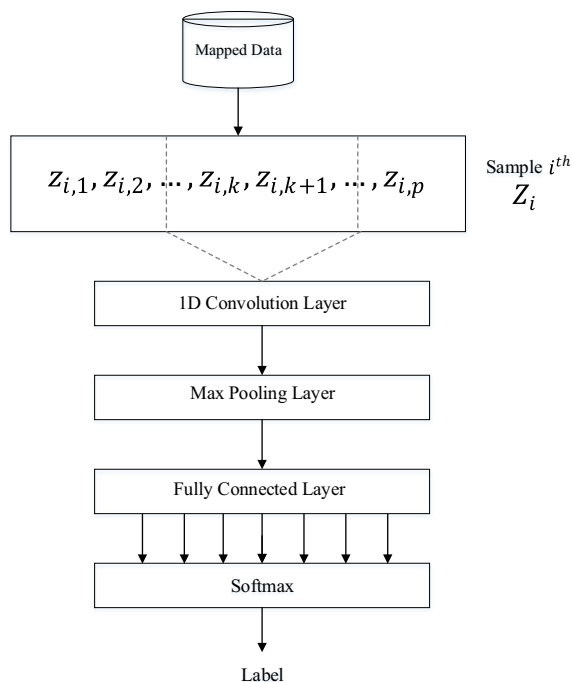 Mapped Data
z_{i,1}, z_{i,2}, ..., z_{i,k}, z_{i,k+1}, ..., z_{i,p}
Sample i^{th}
Z_i
1D Convolution Layer
Max Pooling Layer
Fully Connected Layer
Softmax
Label